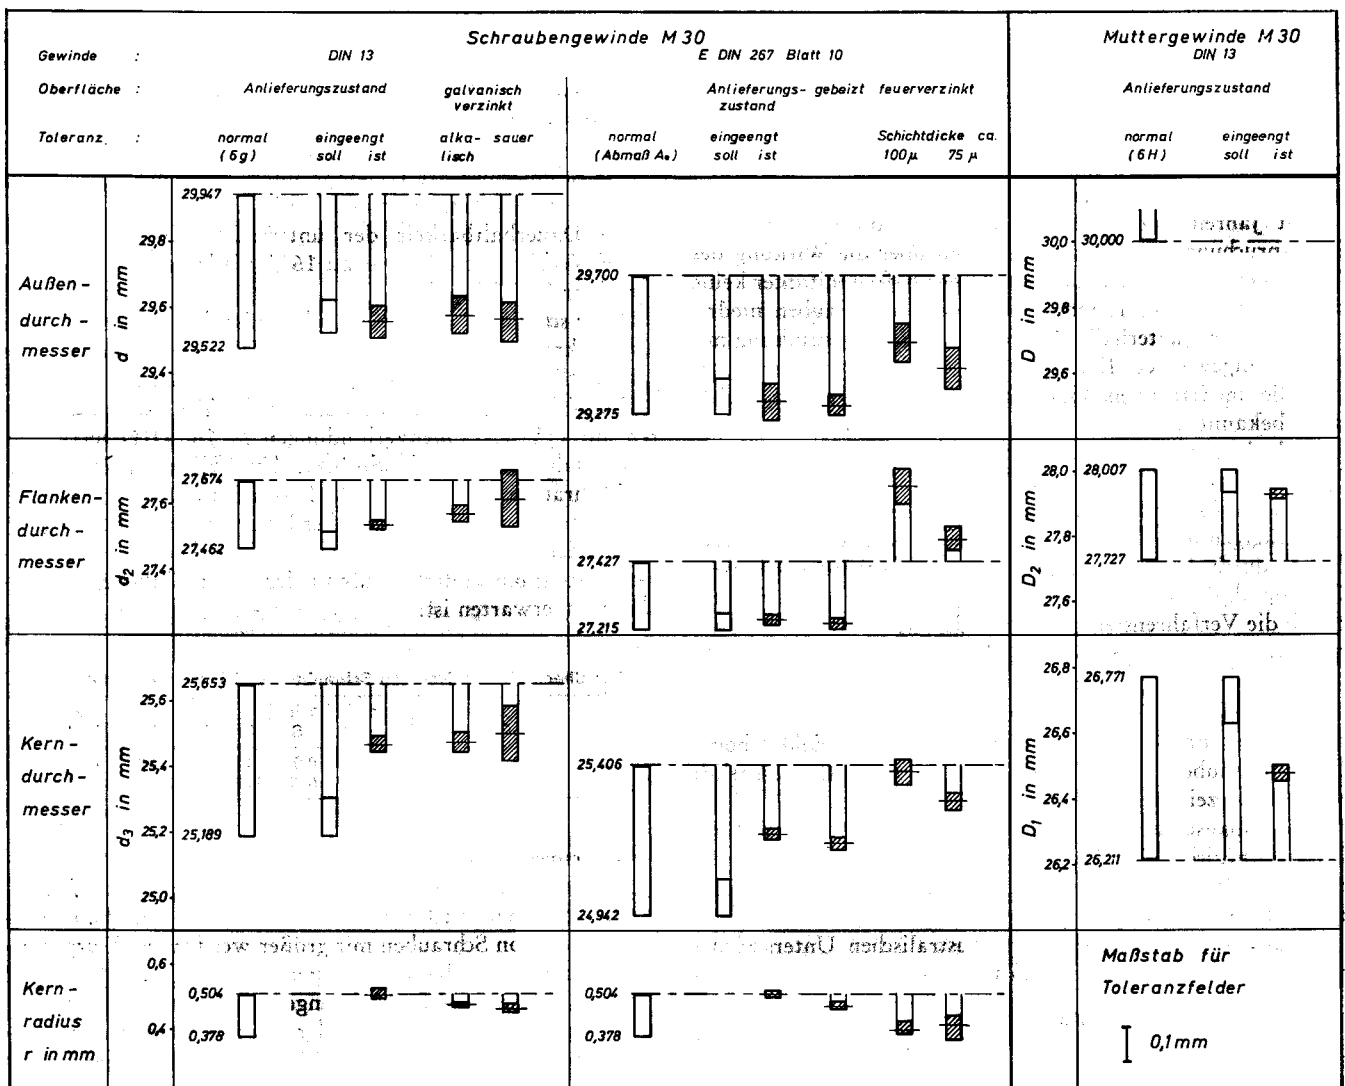 Schraubengewinde M 30
Muttergewinde M 30
Gewinde : DIN 13 E DIN 267 Blatt 10 DIN 13
Oberfläche : Anlieferungszustand galvanisch verzinkt Anlieferungs- zustand gebeizt feuerverzinkt Anlieferungszustand
Toleranz : normal eingeengt alka- sauer normal eingeengt Schichtdicke ca. normal eingeengt
(6g) soll ist lisch (Abmaß Aₑ) soll ist 100 µ 75 µ (6H) soll ist
Außen-
durch-
messer
d in mm
29,8
29,6
29,4
29,947
29,522
29,700
29,275
D in mm
30,0
29,8
29,6
30,000
Flanken-
durch-
messer
d₂ in mm
27,6
27,4
27,674
27,462
27,427
27,215
D₂ in mm
28,0
27,8
27,6
28,007
27,727
Kern-
durch-
messer
d₃ in mm
25,6
25,4
25,2
25,0
25,653
25,189
25,406
24,942
D₁ in mm
26,8
26,6
26,4
26,2
26,771
26,211
Kern-
radius
r in mm
0,6
0,4
0,504
0,378
0,504
0,378
Maßstab für
Toleranzfelder
0,1 mm